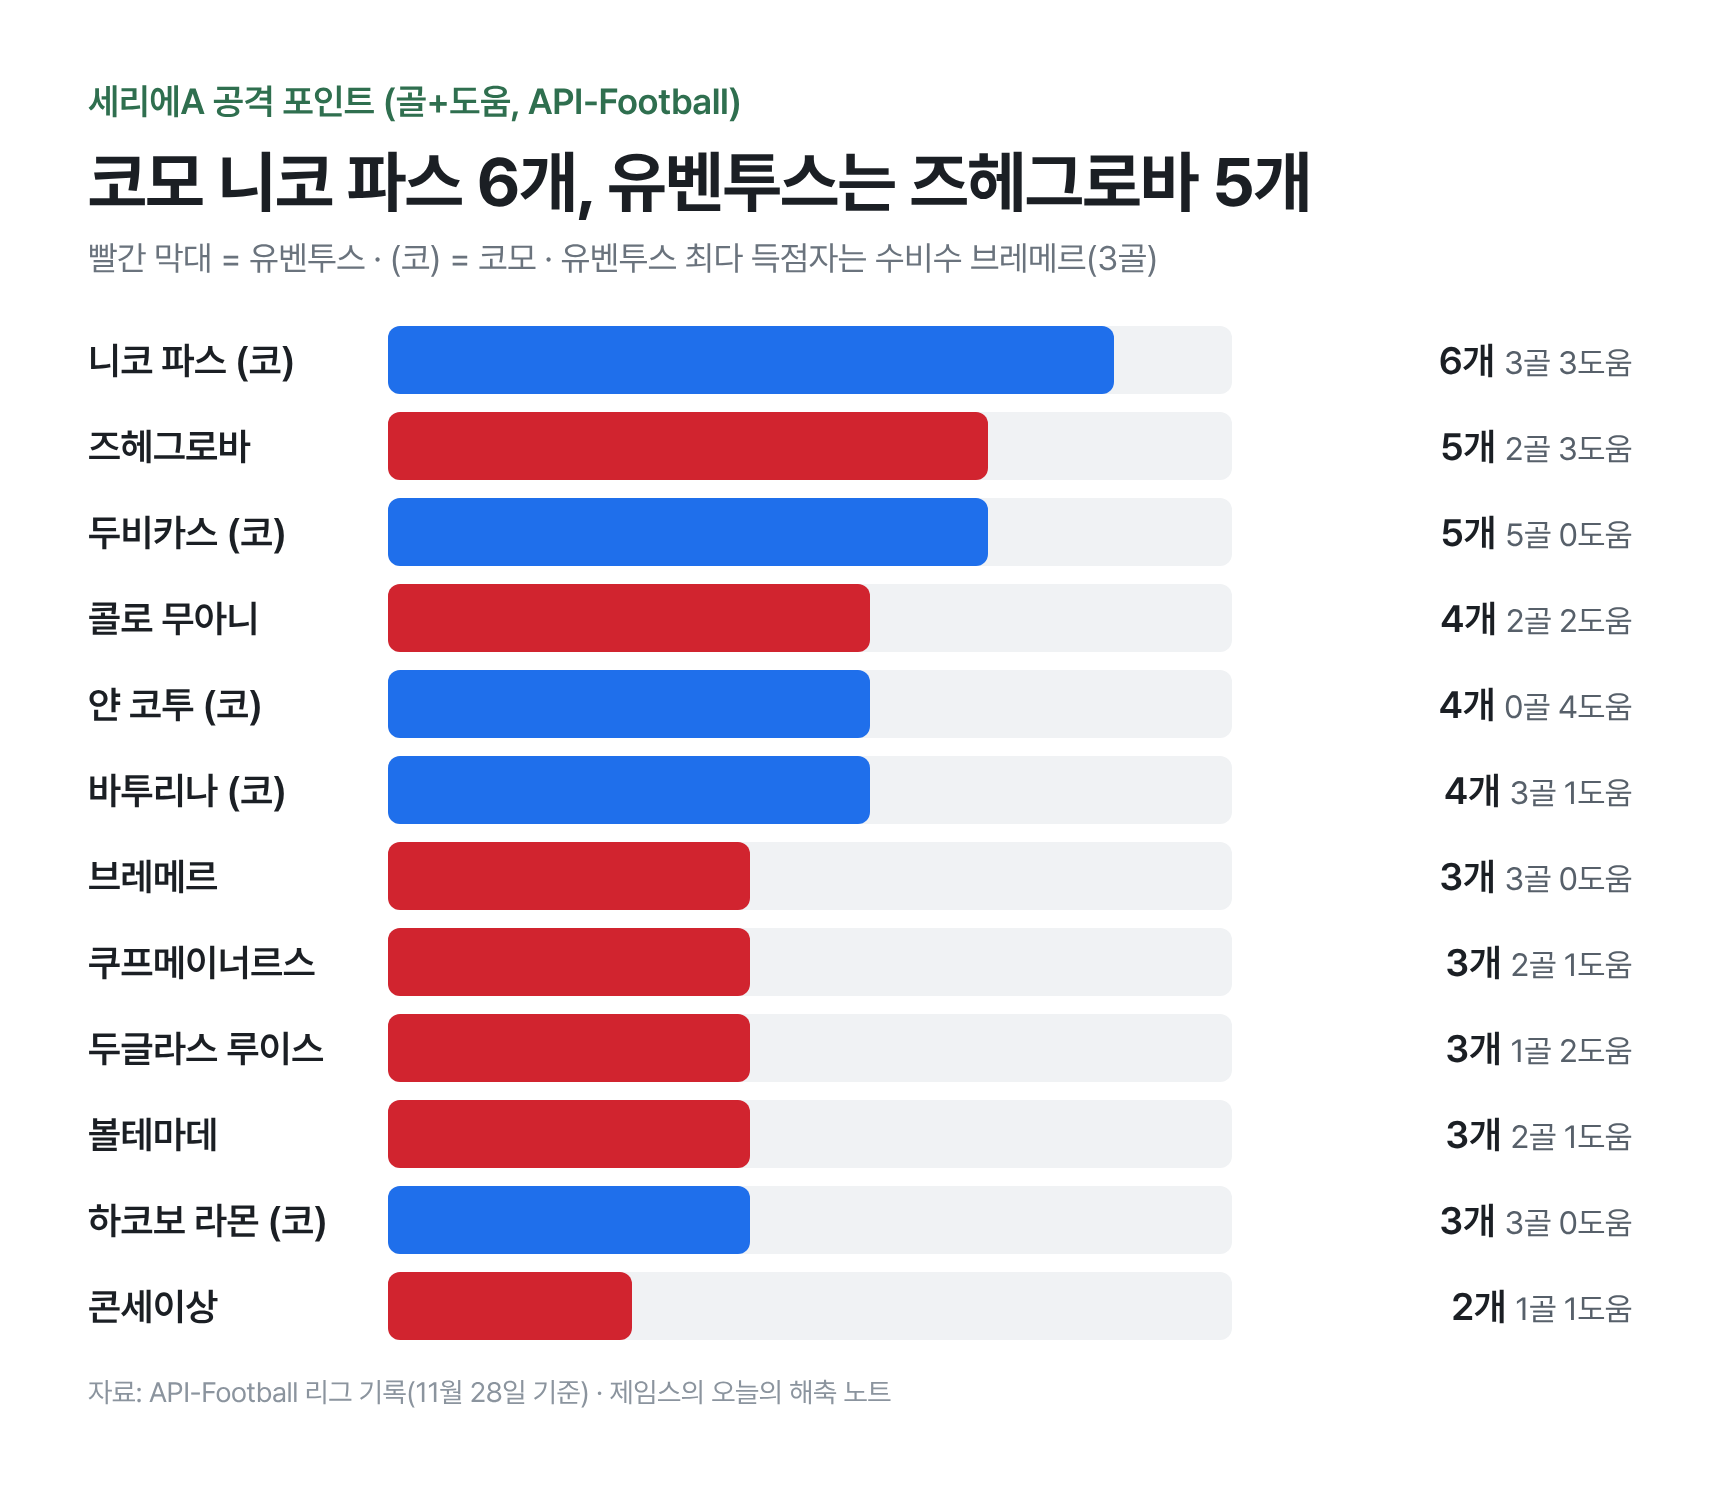 세리에A 공격 포인트 (골+도움, API-Football)
코모 니코 파스 6개, 유벤투스는 즈헤그로바 5개
빨간 막대 = 유벤투스 · (코) = 코모 · 유벤투스 최다 득점자는 수비수 브레메르(3골)
니코 파스 (코) 6개 3골 3도움
즈헤그로바 5개 2골 3도움
두비카스 (코) 5개 5골 0도움
콜로 무아니 4개 2골 2도움
얀 코투 (코) 4개 0골 4도움
바투리나 (코) 4개 3골 1도움
브레메르 3개 3골 0도움
쿠프메이너르스 3개 2골 1도움
두글라스 루이스 3개 1골 2도움
볼테마데 3개 2골 1도움
하코보 라몬 (코) 3개 3골 0도움
콘세이상 2개 1골 1도움
자료: API-Football 리그 기록(11월 28일 기준) · 제임스의 오늘의 해축 노트